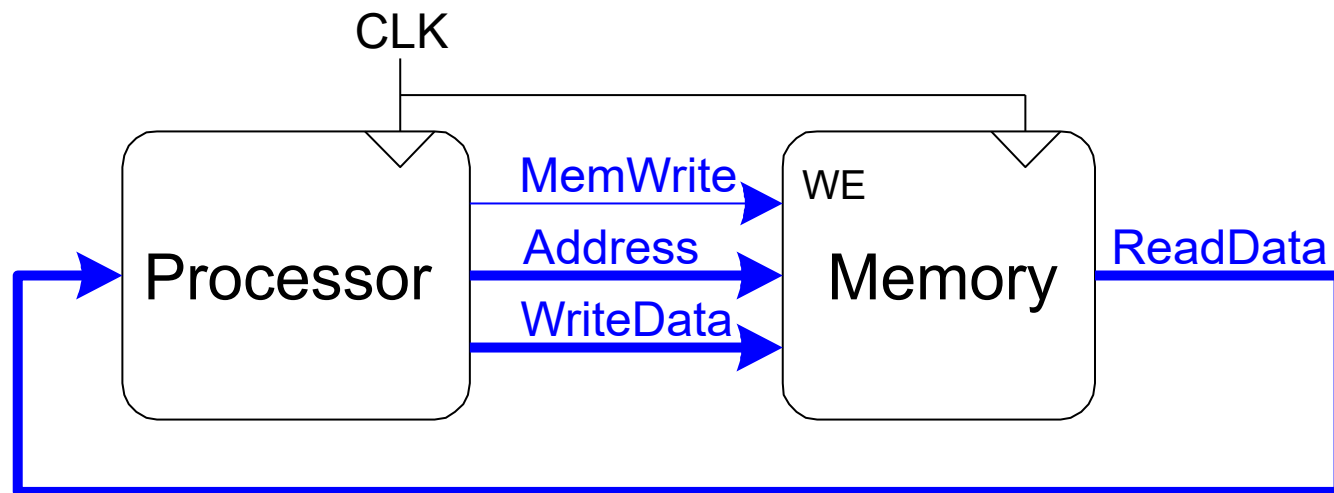 CLK
MemWrite
WE
Address
ReadData
Processor
Memory
WriteData